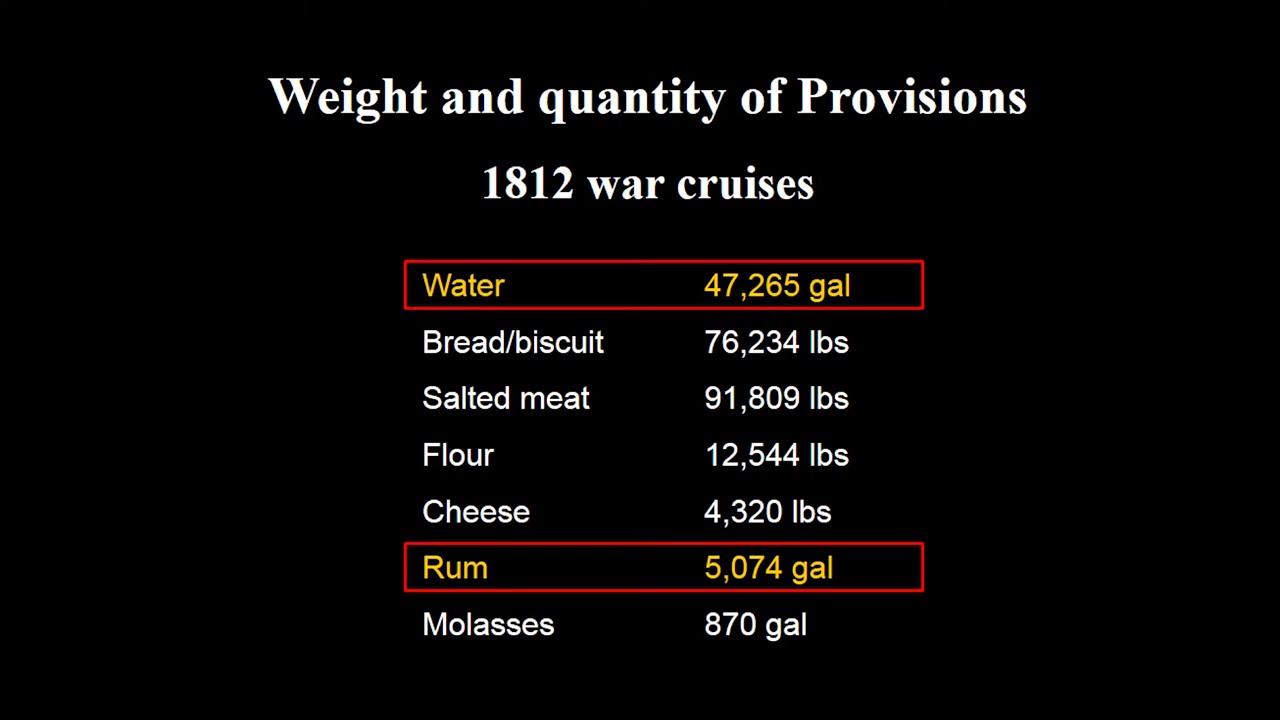 Weight and quantity of Provisions
1812 war cruises
Water 47,265 gal
Bread/biscuit 76,234 lbs
Salted meat 91,809 lbs
Flour 12,544 lbs
Cheese 4,320 lbs
Rum 5,074 gal
Molasses 870 gal